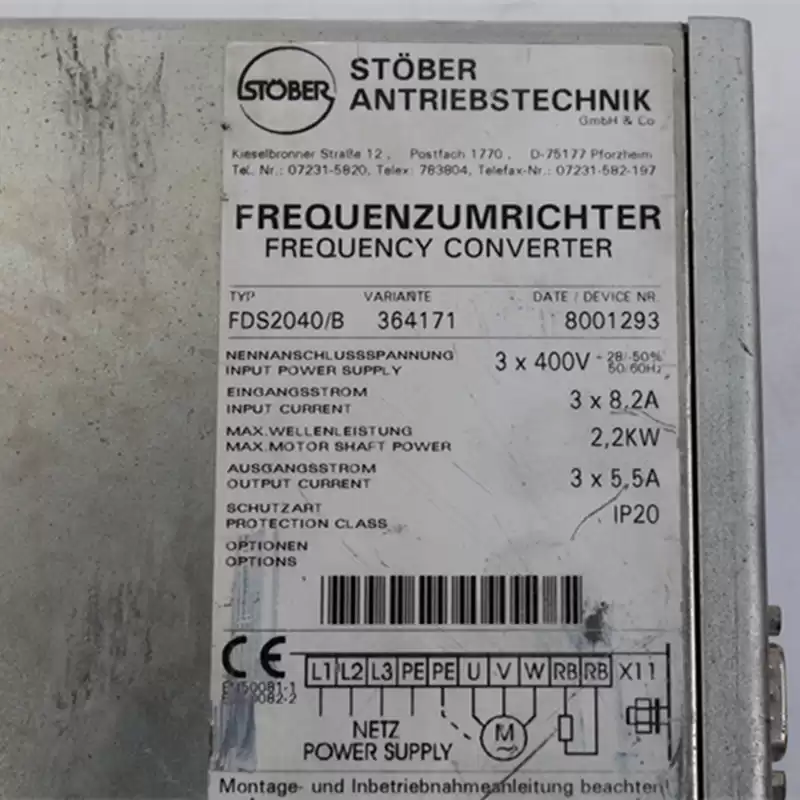 STÖBER
STÖBER
ANTRIEBSTECHNIK
GmbH & Co
Kieselbronner Straße 12, Postfach 1770, D-75177 Pforzheim
Tel. Nr.: 07231-5820, Telex: 783804, Telefax-Nr.: 07231-582-197
FREQUENZUMRICHTER
FREQUENCY CONVERTER
TYP VARIANTE DATE / DEVICE NR.
FDS2040/B 364171 8001293
NENNANSCHLUSSSPANNUNG
INPUT POWER SUPPLY
3 x 400V 50/60Hz
EINGANGSSTROM
INPUT CURRENT
3 x 8,2A
MAX.WELLENLEISTUNG
MAX.MOTOR SHAFT POWER
2,2KW
AUSGANGSSTROM
OUTPUT CURRENT
3 x 5,5A
SCHUTZART
PROTECTION CLASS
IP20
OPTIONEN
OPTIONS
CE
L1 L2 L3 PE PE U V W RB RB X11
NETZ
POWER SUPPLY
M
Montage- und Inbetriebnahmeanleitung beachten